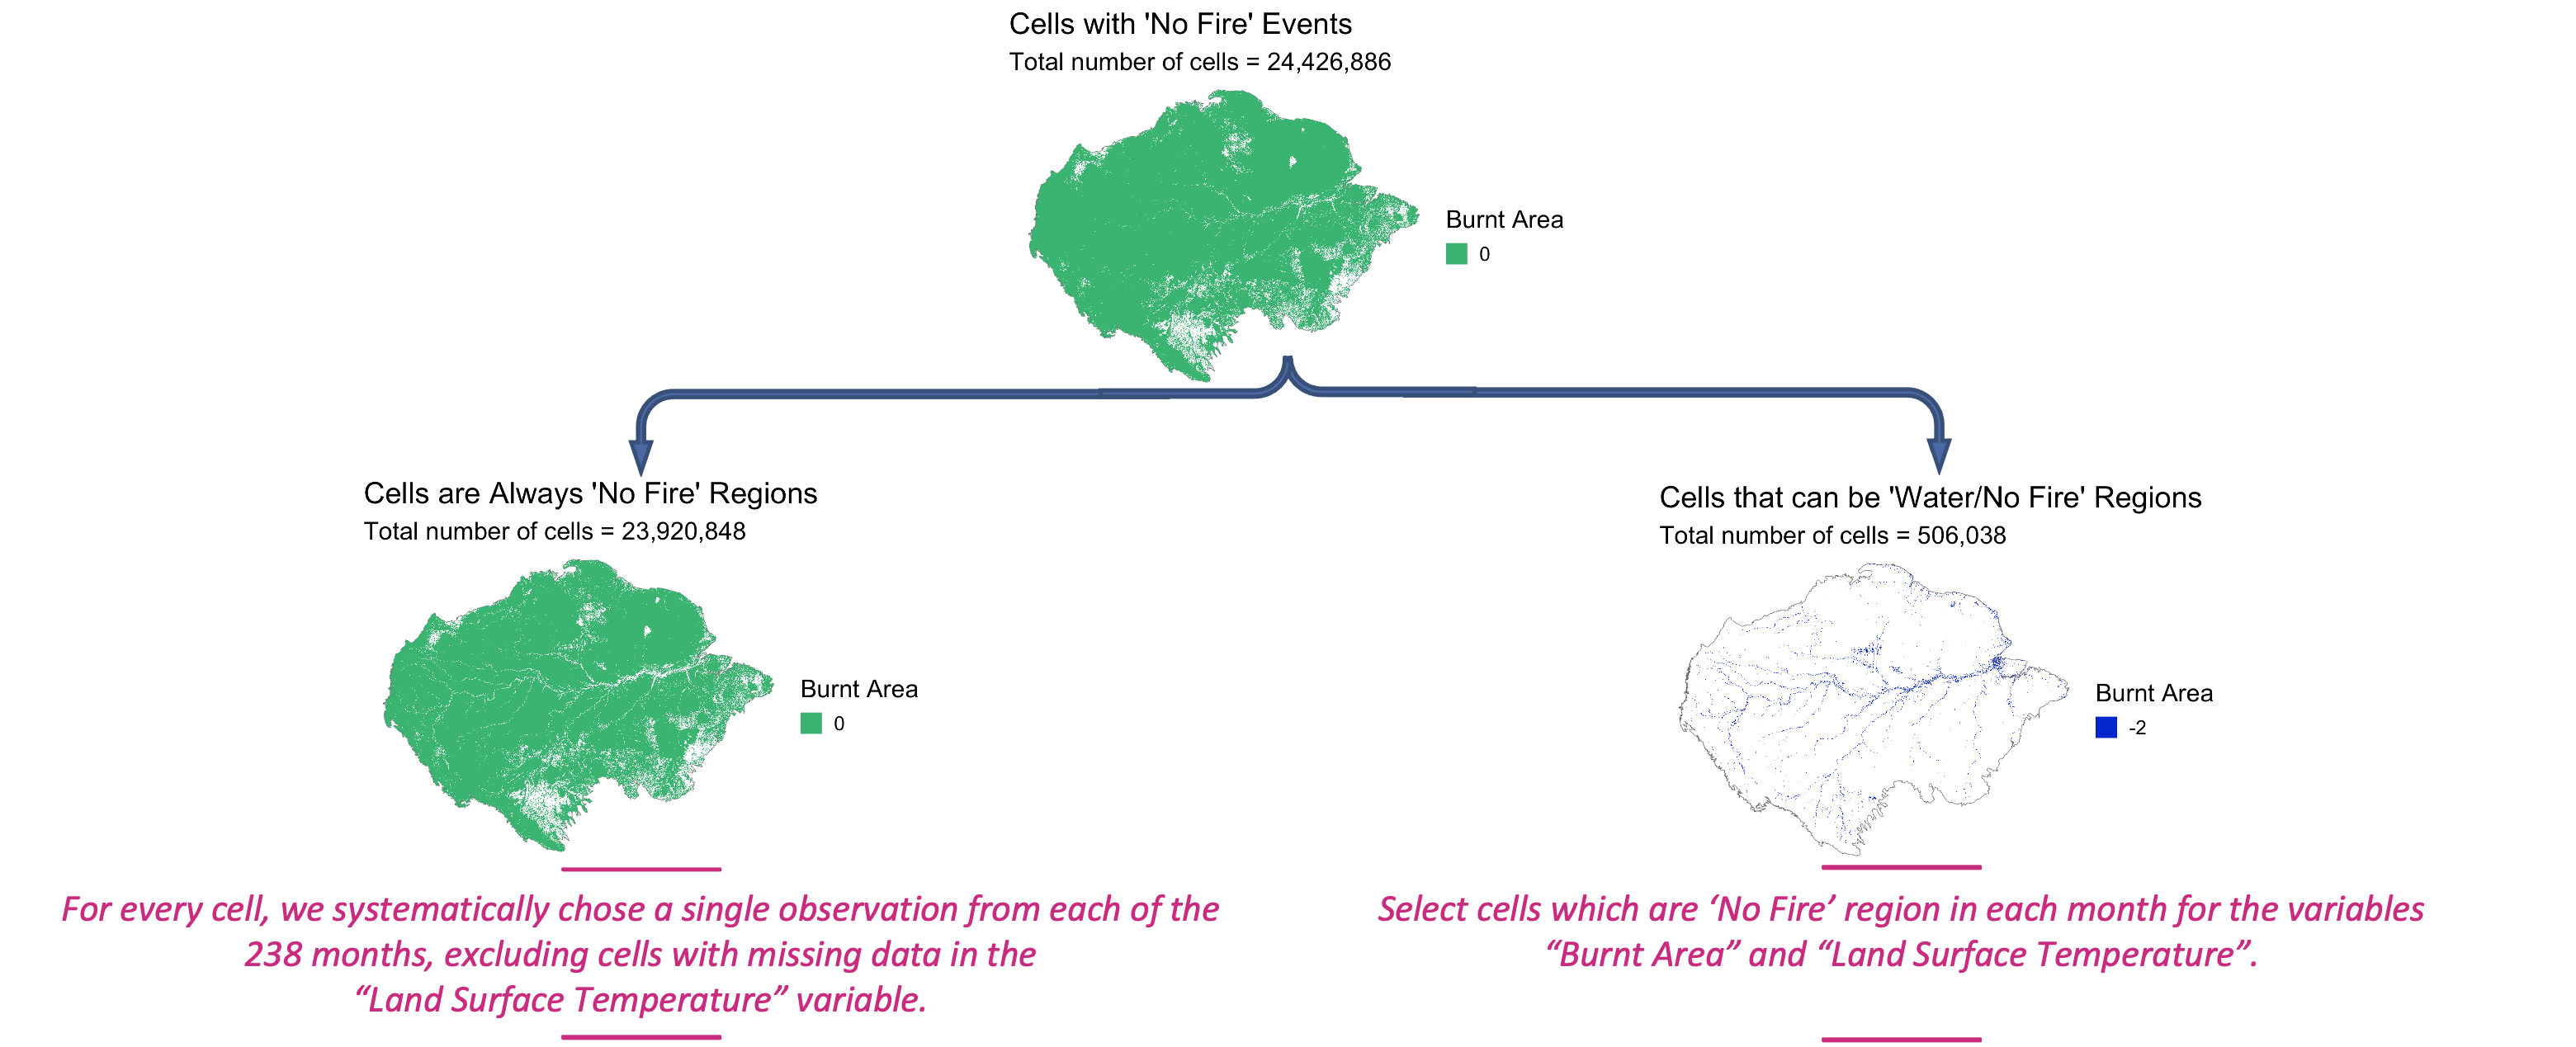 Cells with 'No Fire' Events
Total number of cells = 24,426,886
Burnt Area
0
Cells are Always 'No Fire' Regions
Total number of cells = 23,920,848
Burnt Area
0
For every cell, we systematically chose a single observation from each of the
238 months, excluding cells with missing data in the
“Land Surface Temperature” variable.
Cells that can be 'Water/No Fire' Regions
Total number of cells = 506,038
Burnt Area
-2
Select cells which are ‘No Fire’ region in each month for the variables
“Burnt Area” and “Land Surface Temperature”.